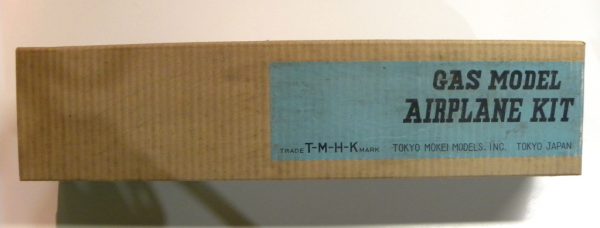 GAS MODEL
AIRPLANE KIT
TRADE T-M-H-K MARK TOKYO MOKEI MODELS. INC. TOKYO JAPAN